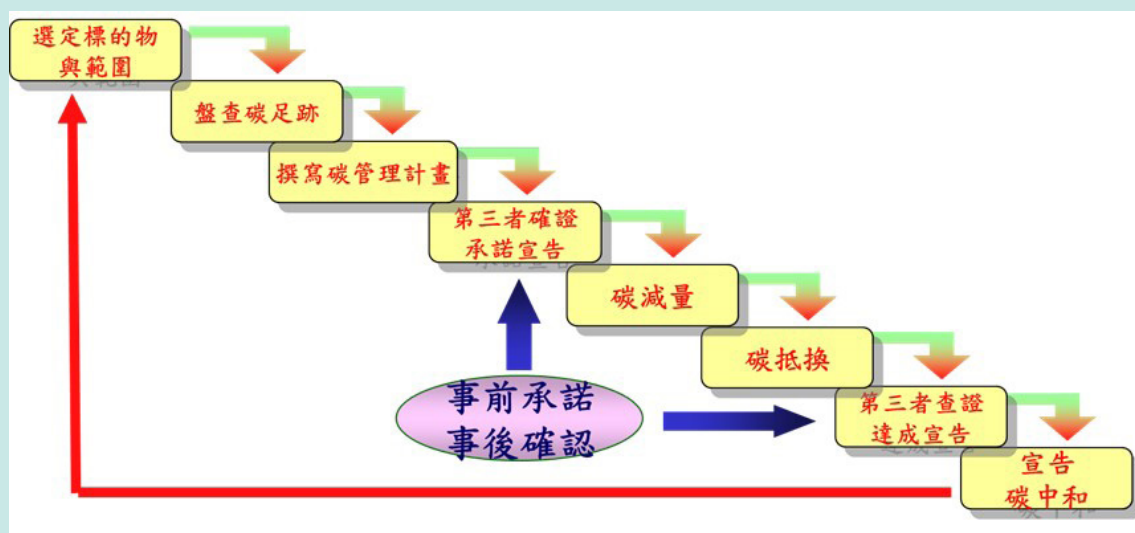 選定標的物
與範圍
盤查碳足跡
撰寫碳管理計畫
第三者確證
承諾宣告
碳減量
碳抵換
事前承諾
事後確認
第三者查證
達成宣告
宣告
碳中和